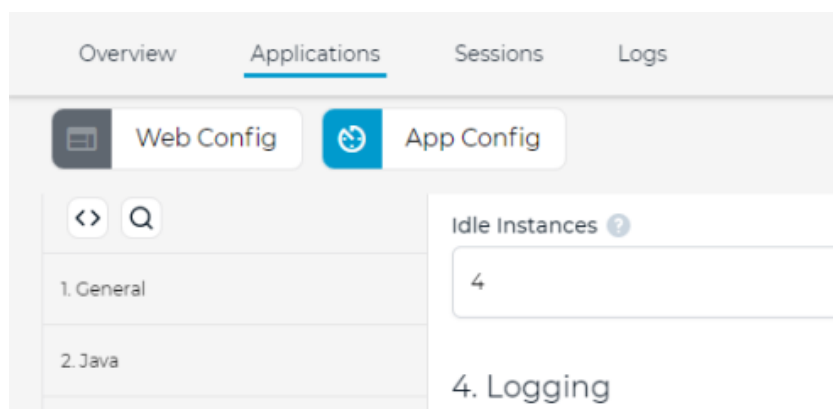 Overview Applications Sessions Logs
Web Config App Config
Idle Instances ?
1. General
4
2. Java
4. Logging